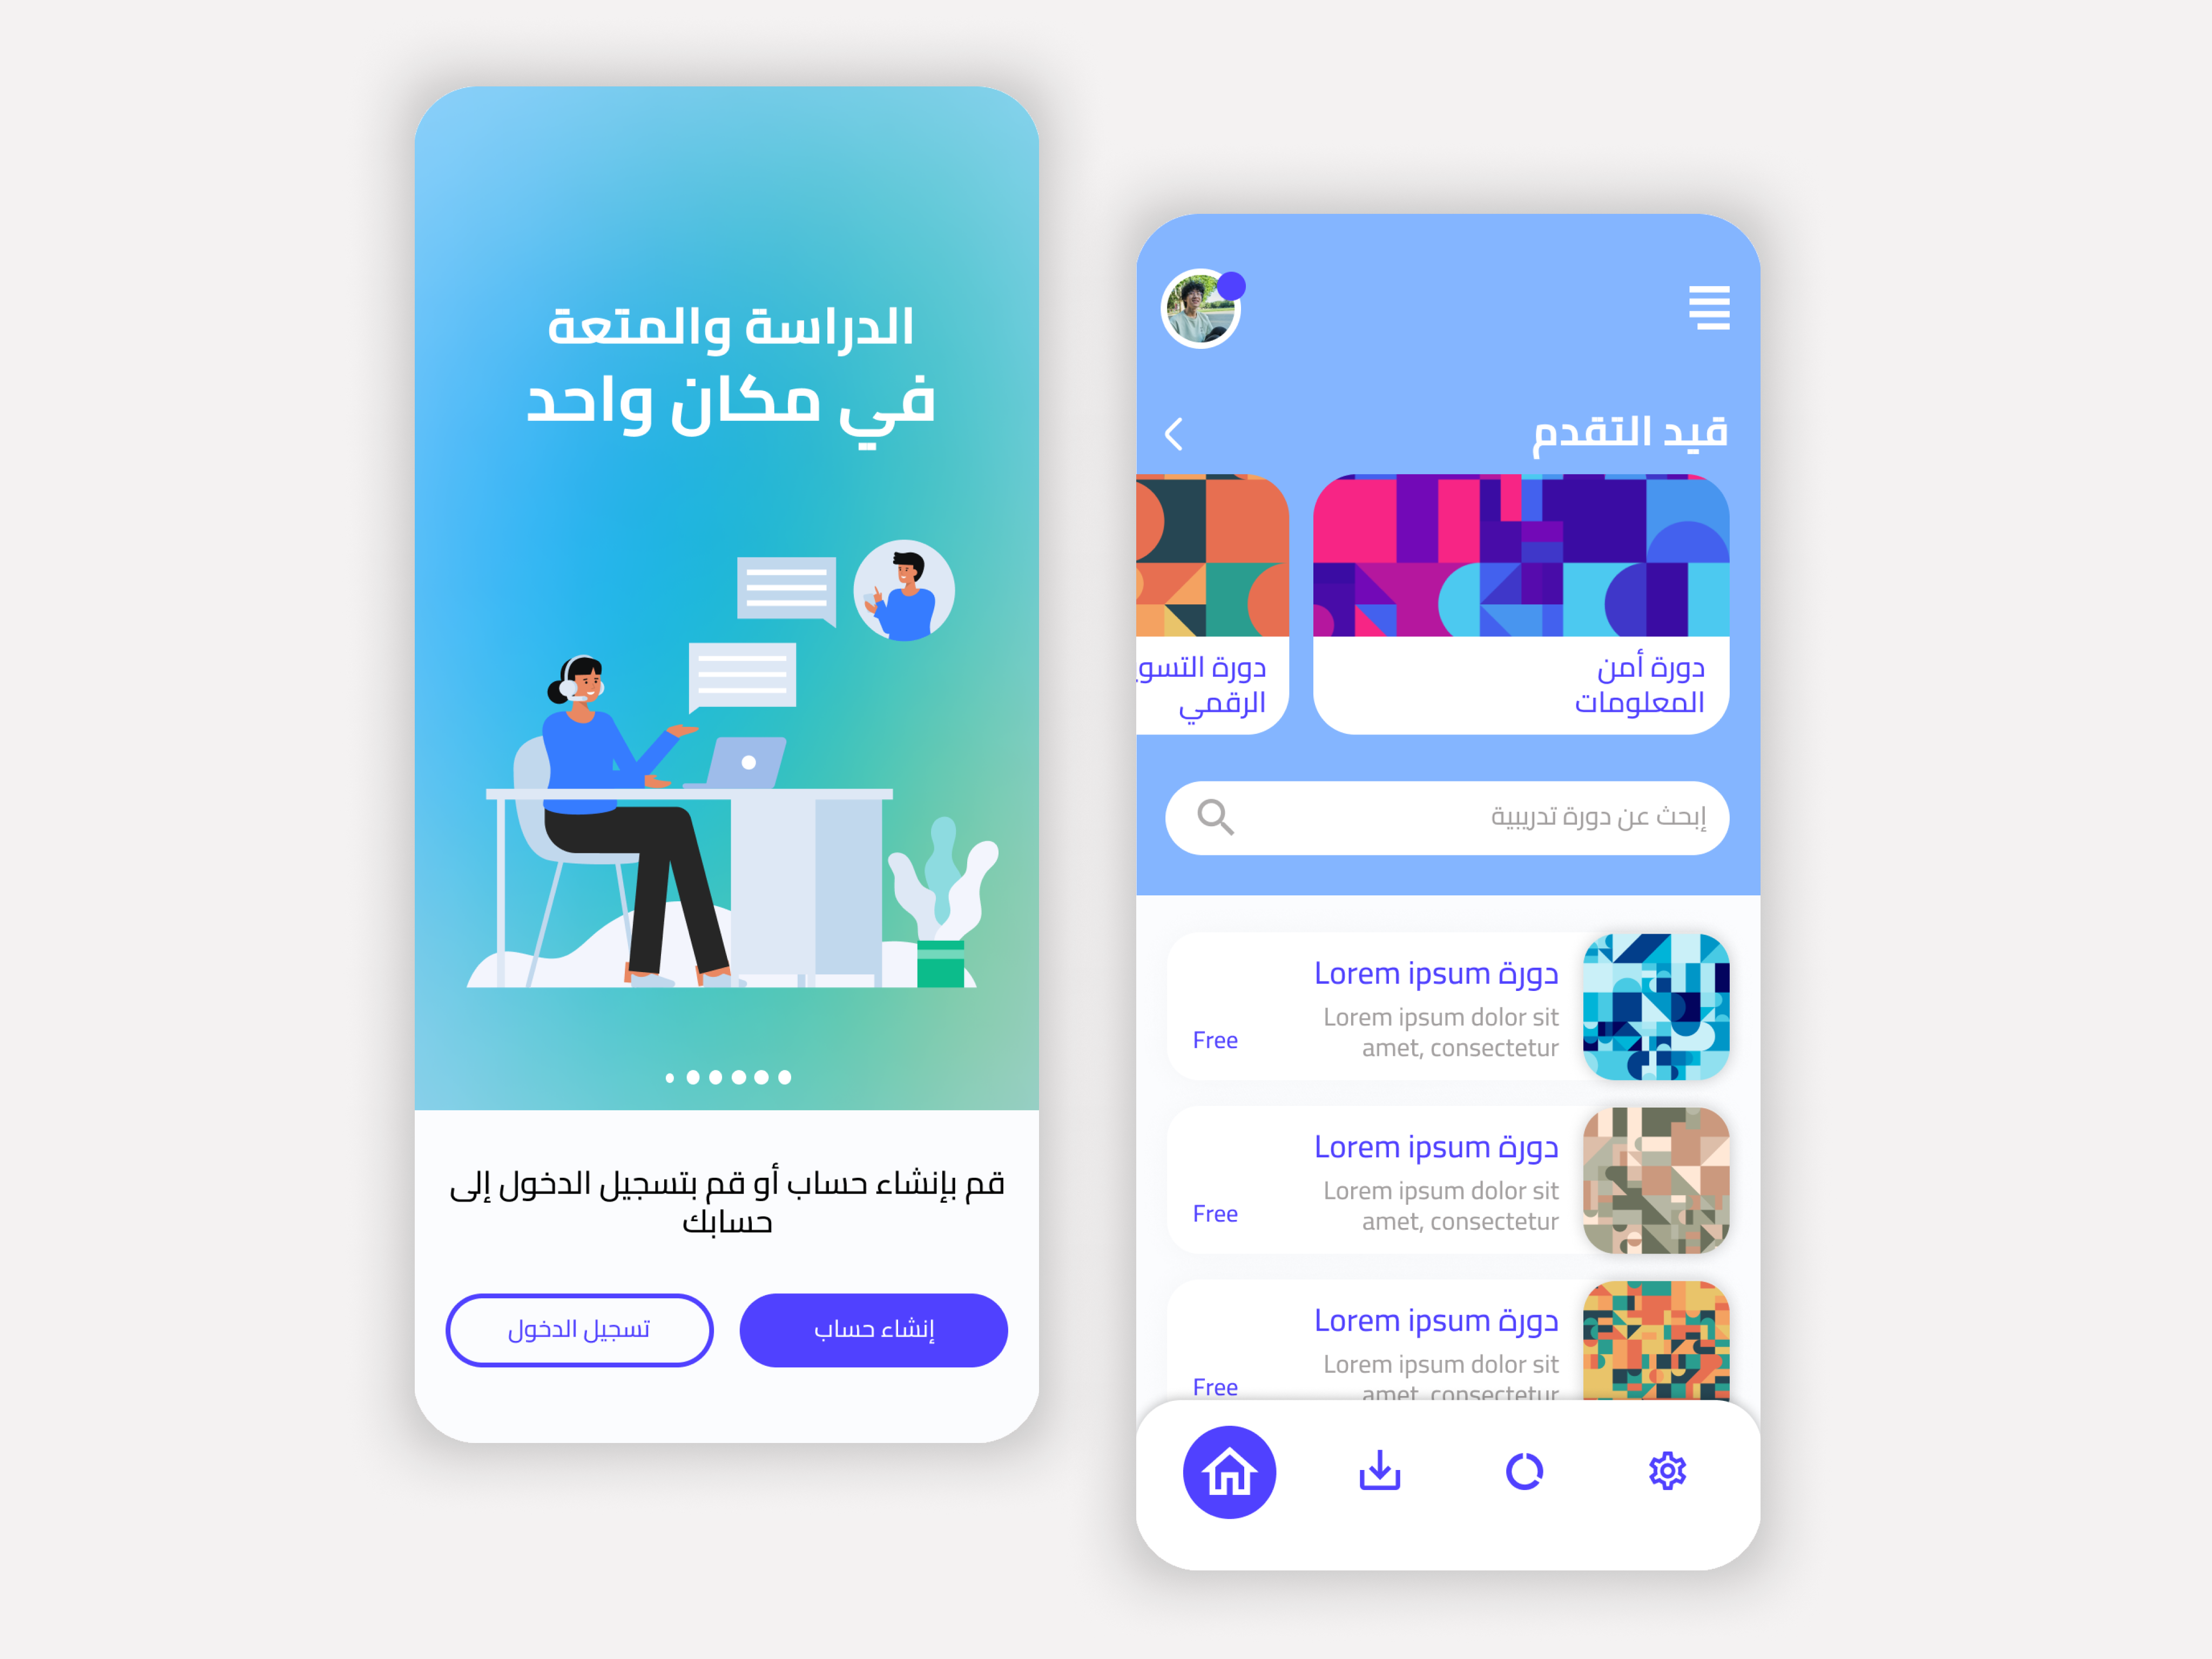 الدراسة والمتعة
في مكان واحد
قم بإنشاء حساب أو قم بتسجيل الدخول إلى
حسابك
إنشاء حساب
تسجيل الدخول
قيد التقدم
دورة أمن
المعلومات
دورة التسو
الرقمي
إبحث عن دورة تدريبية
دورة Lorem ipsum
Lorem ipsum dolor sit
amet, consectetur
Free
دورة Lorem ipsum
Lorem ipsum dolor sit
amet, consectetur
Free
دورة Lorem ipsum
Lorem ipsum dolor sit
amet, consectetur
Free